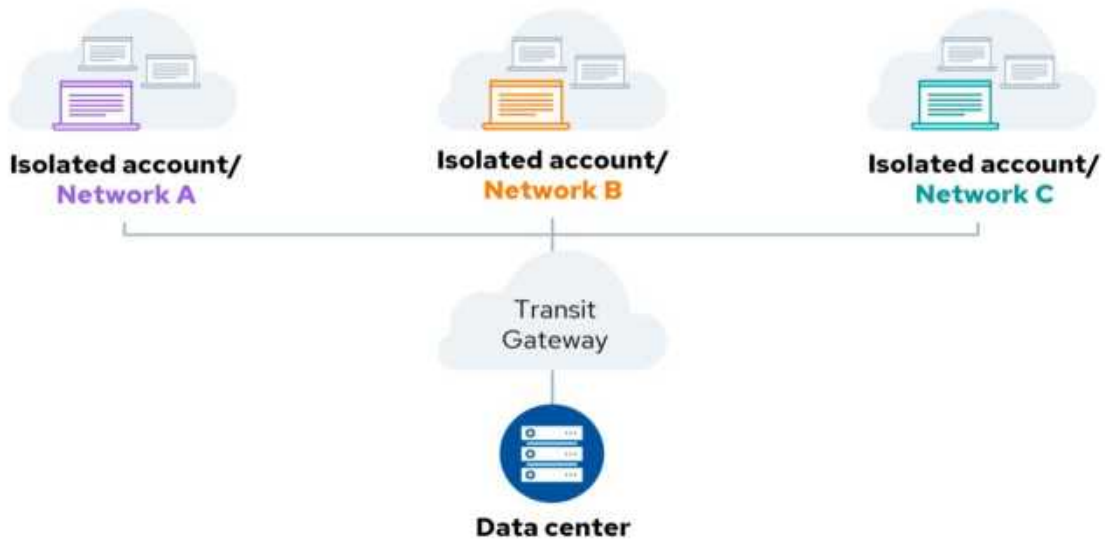 Isolated account/
Network A
Isolated account/
Network B
Isolated account/
Network C
Transit
Gateway
Data center